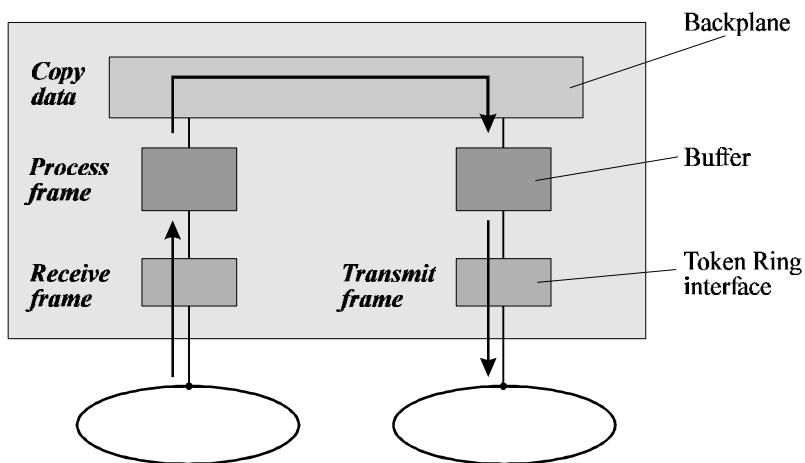 Backplane
Copy
data
Process
frame
Buffer
Receive
frame
Transmit
frame
Token Ring
interface